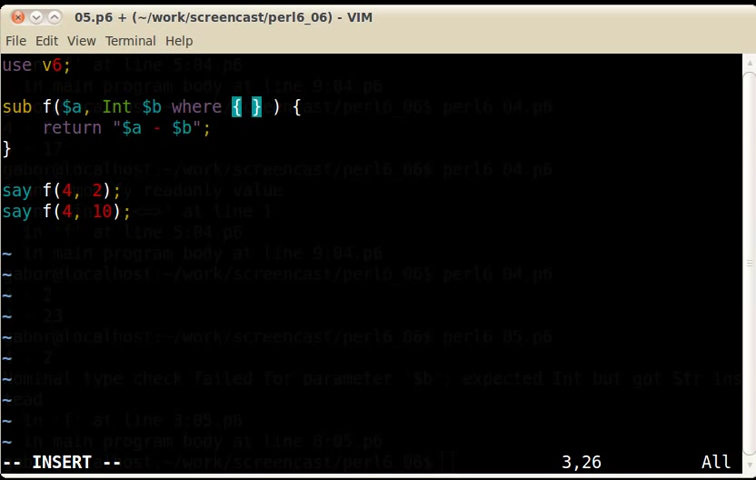 05.p6 + (~/work/screencast/perl6_06) - VIM
File Edit View Terminal Help
use v6;
sub f($a, Int $b where { } ) {
    return "$a - $b";
}
say f(4, 2);
say f(4, 10);
~
~
~
~
~
~
~
~
~
~
-- INSERT -- 3,26 All